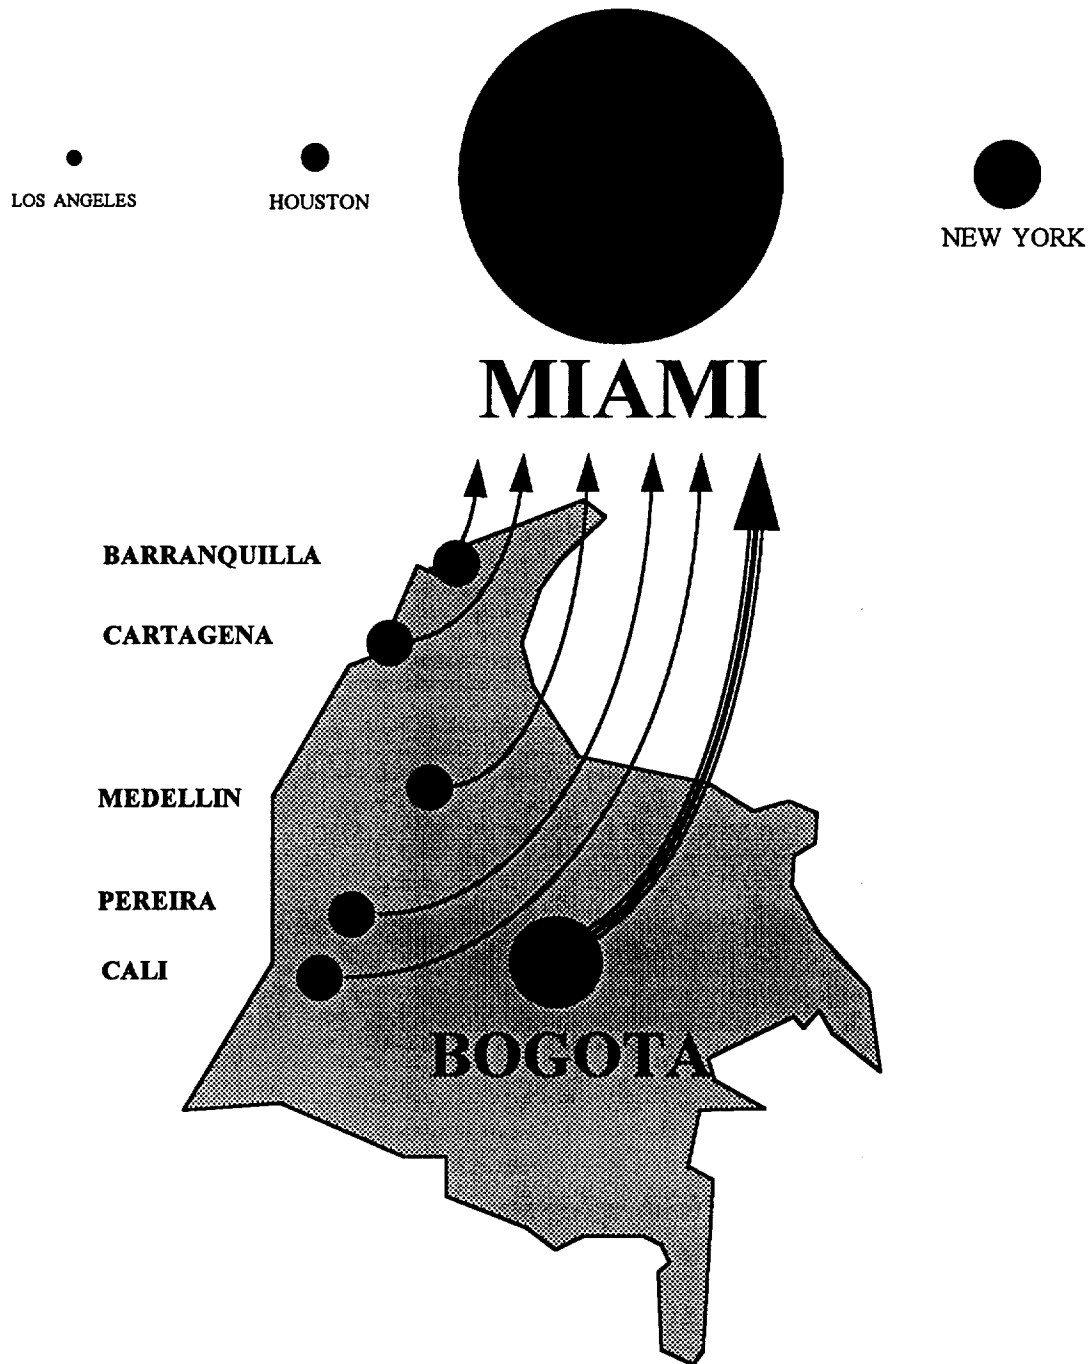 LOS ANGELES
HOUSTON
NEW YORK
MIAMI
BARRANQUILLA
CARTAGENA
MEDELLIN
PEREIRA
CALI
BOGOTA